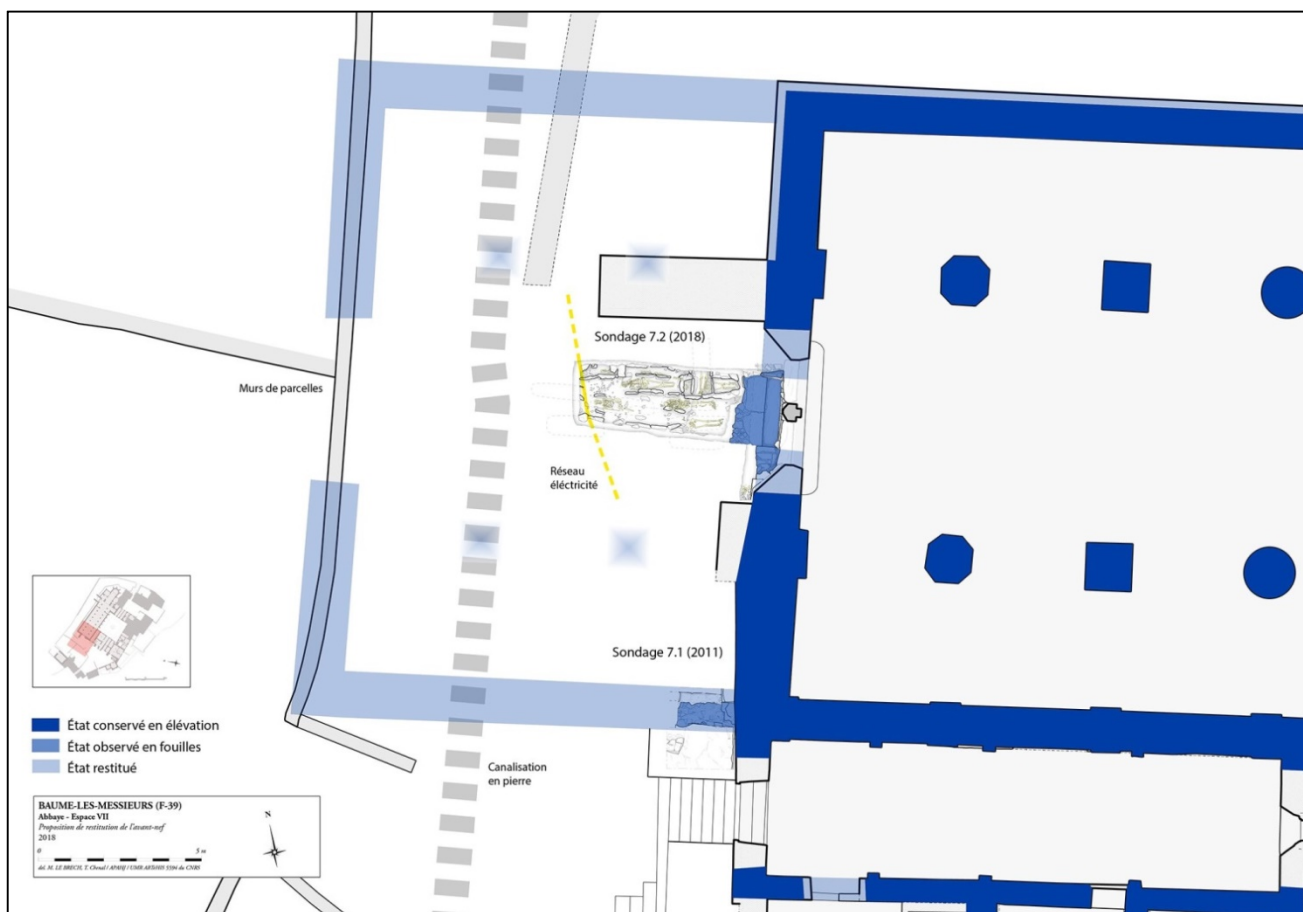 Sondage 7.2 (2018)
Murs de parcelles
Réseau
éléctricité
Sondage 7.1 (2011)
État conservé en élévation
État observé en fouilles
État restitué
Canalisation
en pierre
BAUME-LES-MESSIEURS (F-39)
Abbaye - Espace VII
Proposition de restitution de l'avant-nef
2018
N
0 5 m